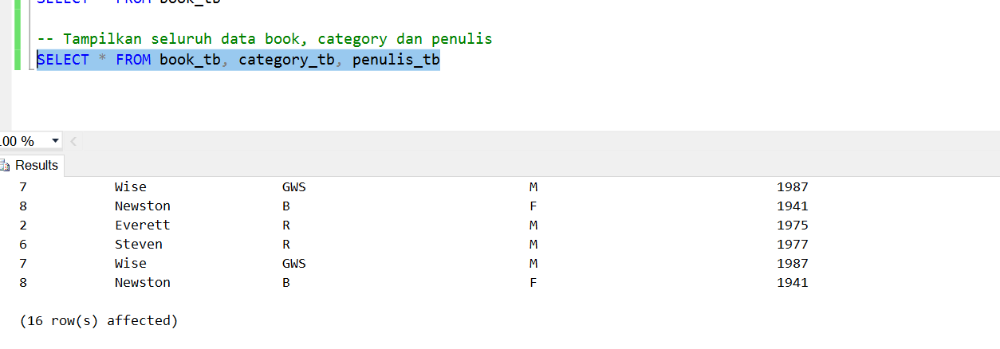 SELECT * FROM book_tb
-- Tampilkan seluruh data book, category dan penulis
SELECT * FROM book_tb, category_tb, penulis_tb
.00 %
Results
7 Wise GWS M 1987
8 Newston B F 1941
2 Everett R M 1975
6 Steven R M 1977
7 Wise GWS M 1987
8 Newston B F 1941
(16 row(s) affected)